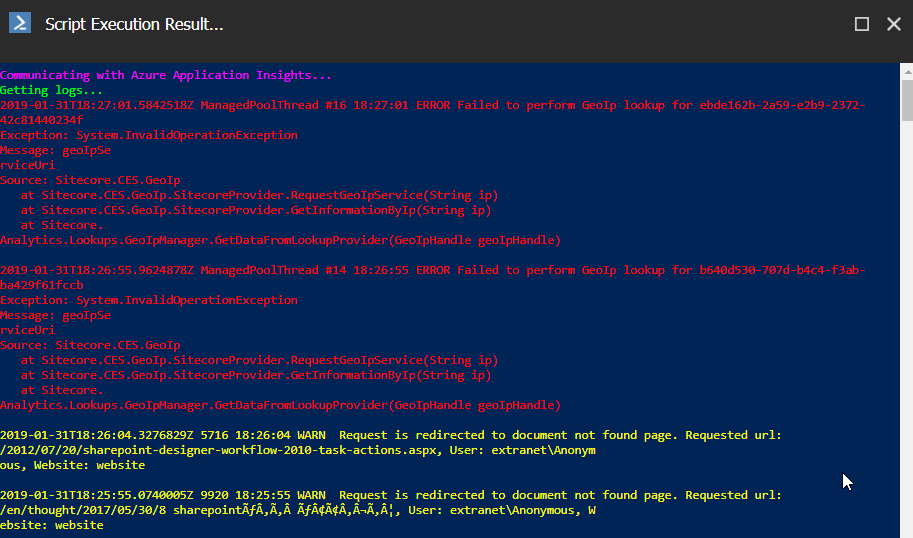 Script Execution Result...
Communicating with Azure Application Insights...
Getting logs...
2019-01-31T18:27:01.5842518Z ManagedPoolThread #16 18:27:01 ERROR Failed to perform GeoIp lookup for ebde162b-2a59-e2b9-2372-
42c81440234f
Exception: System.InvalidOperationException
Message: geoIpSe
rviceUri
Source: Sitecore.CES.GeoIp
at Sitecore.CES.GeoIp.SitecoreProvider.RequestGeoIpService(String ip)
at Sitecore.CES.GeoIp.SitecoreProvider.GetInformationByIp(String ip)
at Sitecore.
Analytics.Lookups.GeoIpManager.GetDataFromLookupProvider(GeoIpHandle geoIpHandle)
2019-01-31T18:26:55.9624878Z ManagedPoolThread #14 18:26:55 ERROR Failed to perform GeoIp lookup for b640d530-707d-b4c4-f3ab-
ba429f61fccb
Exception: System.InvalidOperationException
Message: geoIpSe
rviceUri
Source: Sitecore.CES.GeoIp
at Sitecore.CES.GeoIp.SitecoreProvider.RequestGeoIpService(String ip)
at Sitecore.CES.GeoIp.SitecoreProvider.GetInformationByIp(String ip)
at Sitecore.
Analytics.Lookups.GeoIpManager.GetDataFromLookupProvider(GeoIpHandle geoIpHandle)
2019-01-31T18:26:04.3276829Z 5716 18:26:04 WARN  Request is redirected to document not found page. Requested url:
/2012/07/20/sharepoint-designer-workflow-2010-task-actions.aspx, User: extranet\Anonym
ous, Website: website
2019-01-31T18:25:55.0740005Z 9920 18:25:55 WARN  Request is redirected to document not found page. Requested url:
/en/thought/2017/05/30/8 sharepointÃƒÂ‚Ã‚Â ÃƒÂ¢Ã¢Â‚Â¬Ã‚Â¦, User: extranet\Anonymous, W
ebsite: website